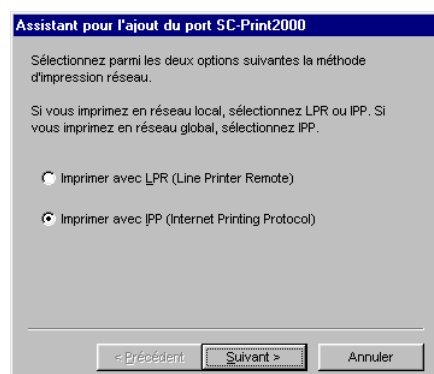 Assistant pour l'ajout du port SC-Print2000
Sélectionnez parmi les deux options suivantes la méthode
d'impression réseau.
Si vous imprimez en réseau local, sélectionnez LPR ou IPP. Si
vous imprimez en réseau global, sélectionnez IPP.
Imprimer avec LPR (Line Printer Remote)
Imprimer avec IPP (Internet Printing Protocol)
< Précédent Suivant > Annuler